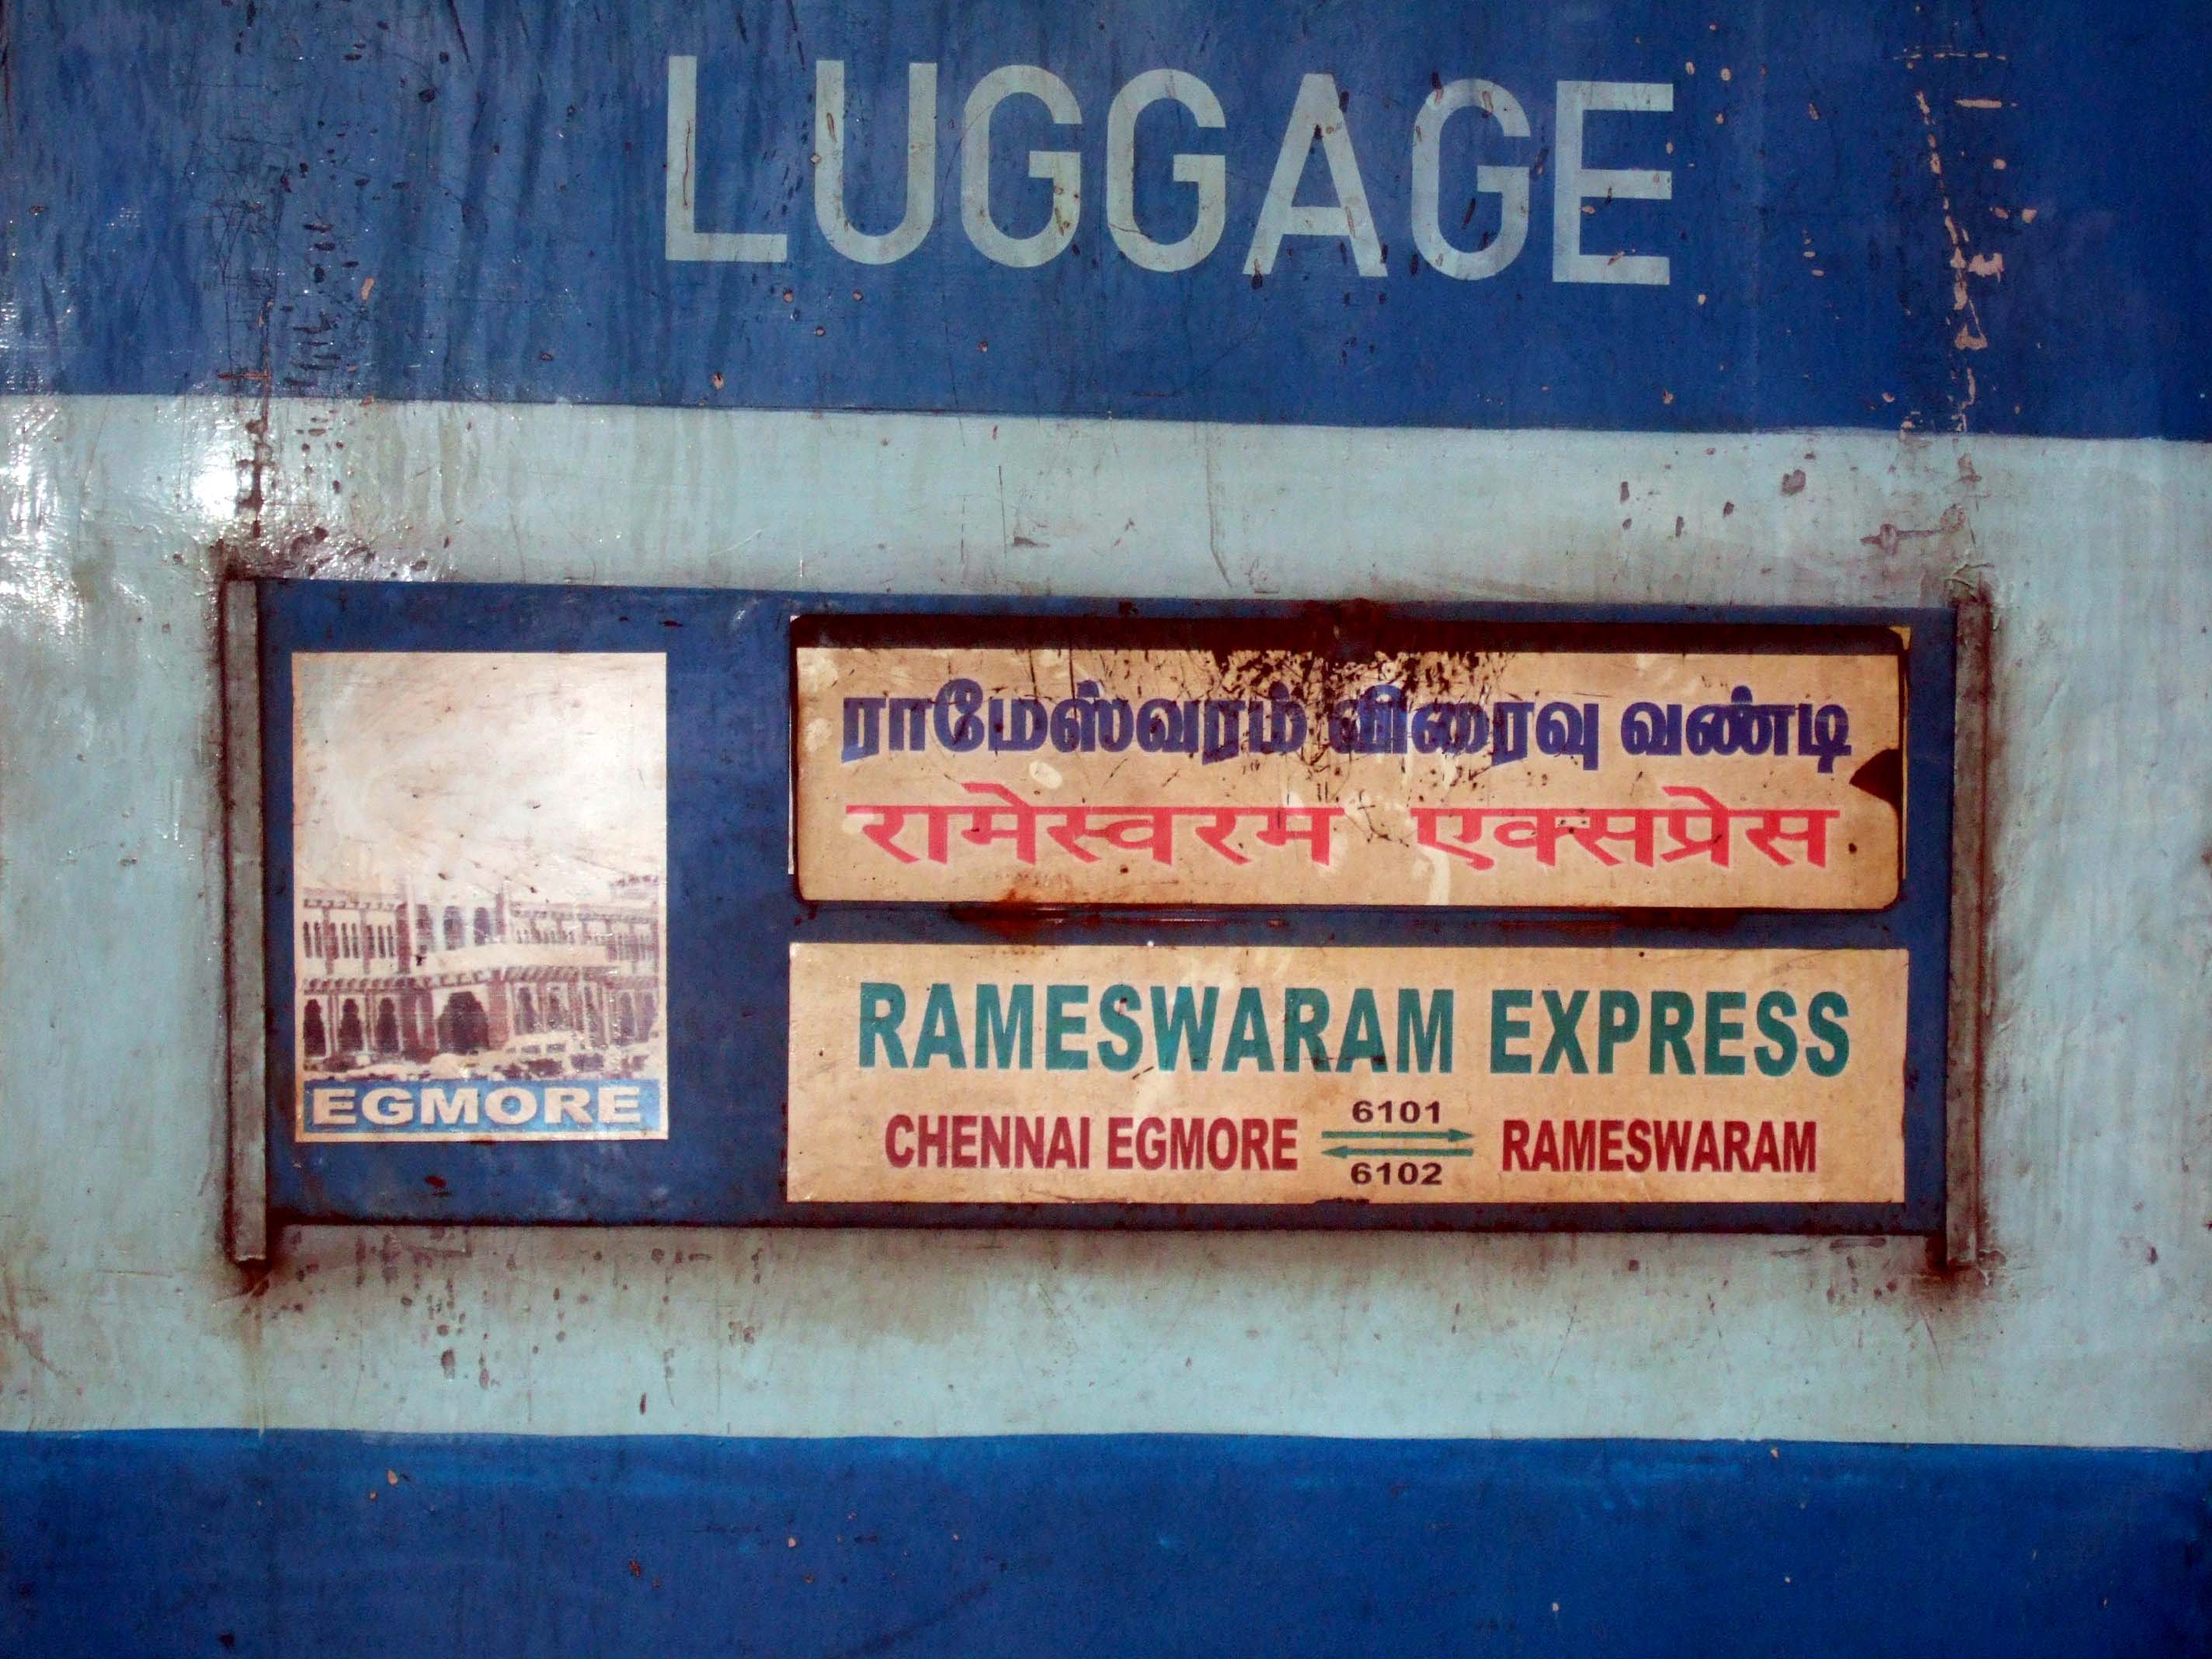 LUGGAGE
EGMORE
ராமேஸ்வரம் விரைவு வண்டி
रामेस्वरम एक्सप्रेस
RAMESWARAM EXPRESS
6101
CHENNAI EGMORE RAMESWARAM
6102